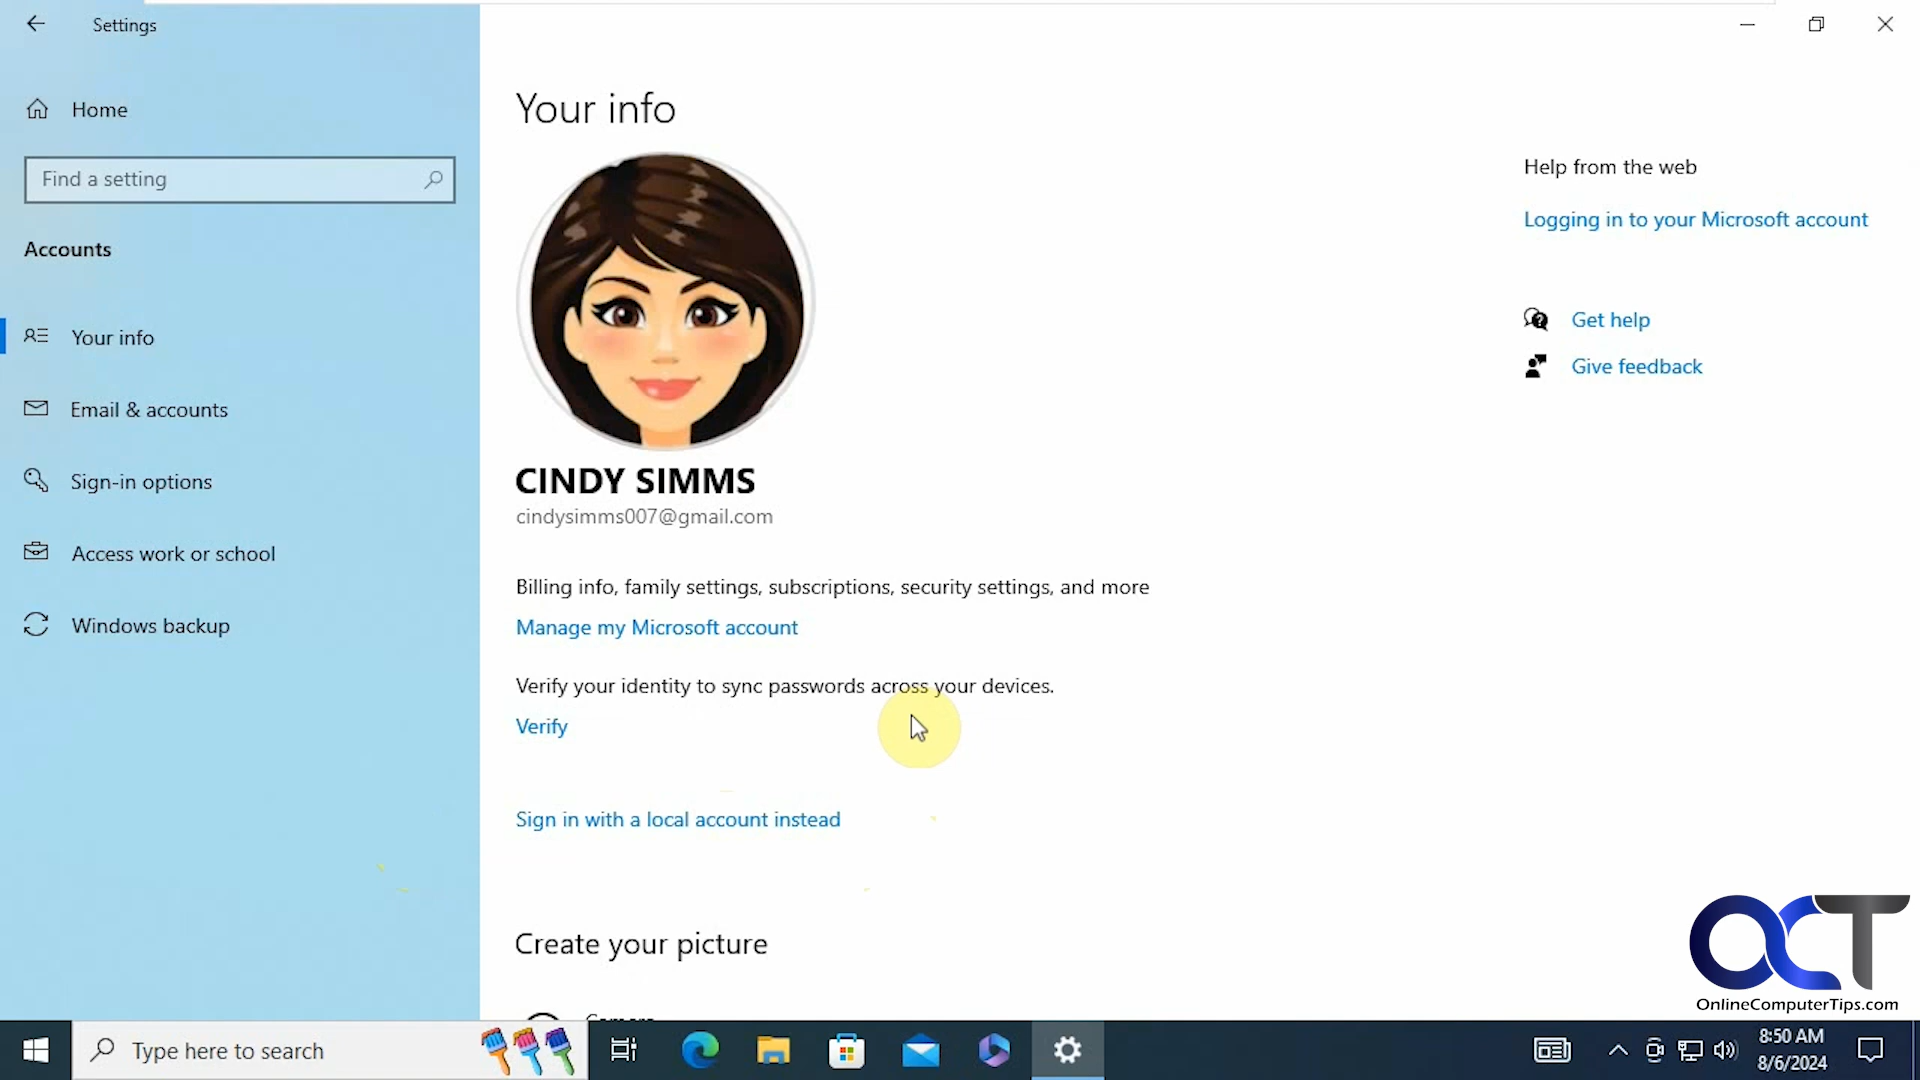 Settings
Home
Find a setting
Accounts
Your info
Email & accounts
Sign-in options
Access work or school
Windows backup
Your info
CINDY SIMMS
cindysimms007@gmail.com
Billing info, family settings, subscriptions, security settings, and more
Manage my Microsoft account
Verify your identity to sync passwords across your devices.
Verify
Sign in with a local account instead
Create your picture
Camera
Help from the web
Logging in to your Microsoft account
Get help
Give feedback
OCT
OnlineComputerTips.com
Type here to search
8:50 AM
8/6/2024